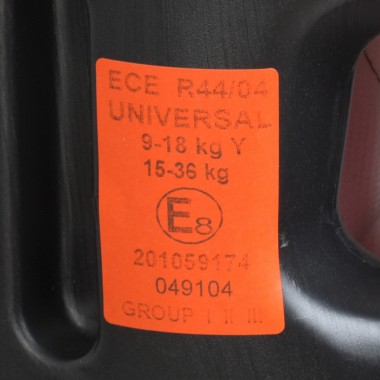 ECE R44/04
UNIVERSAL
9-18 kg Y
15-36 kg
E8
201059174
049104
GROUP I II III